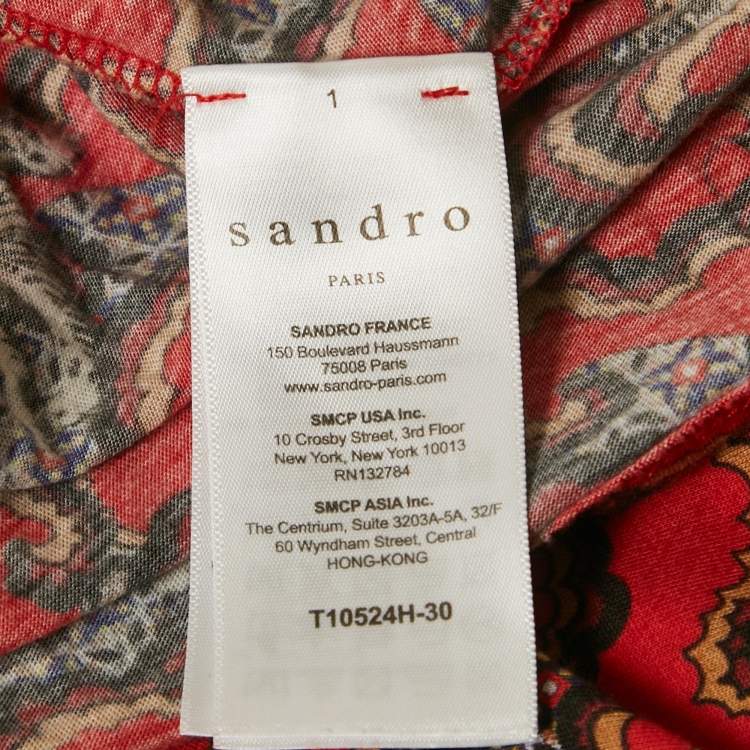 1
sandro
PARIS
SANDRO FRANCE
150 Boulevard Haussmann
75008 Paris
www.sandro-paris.com
SMCP USA Inc.
10 Crosby Street, 3rd Floor
New York, New York 10013
RN132784
SMCP ASIA Inc.
The Centrium, Suite 3203A-5A, 32/F
60 Wyndham Street, Central
HONG-KONG
T10524H-30